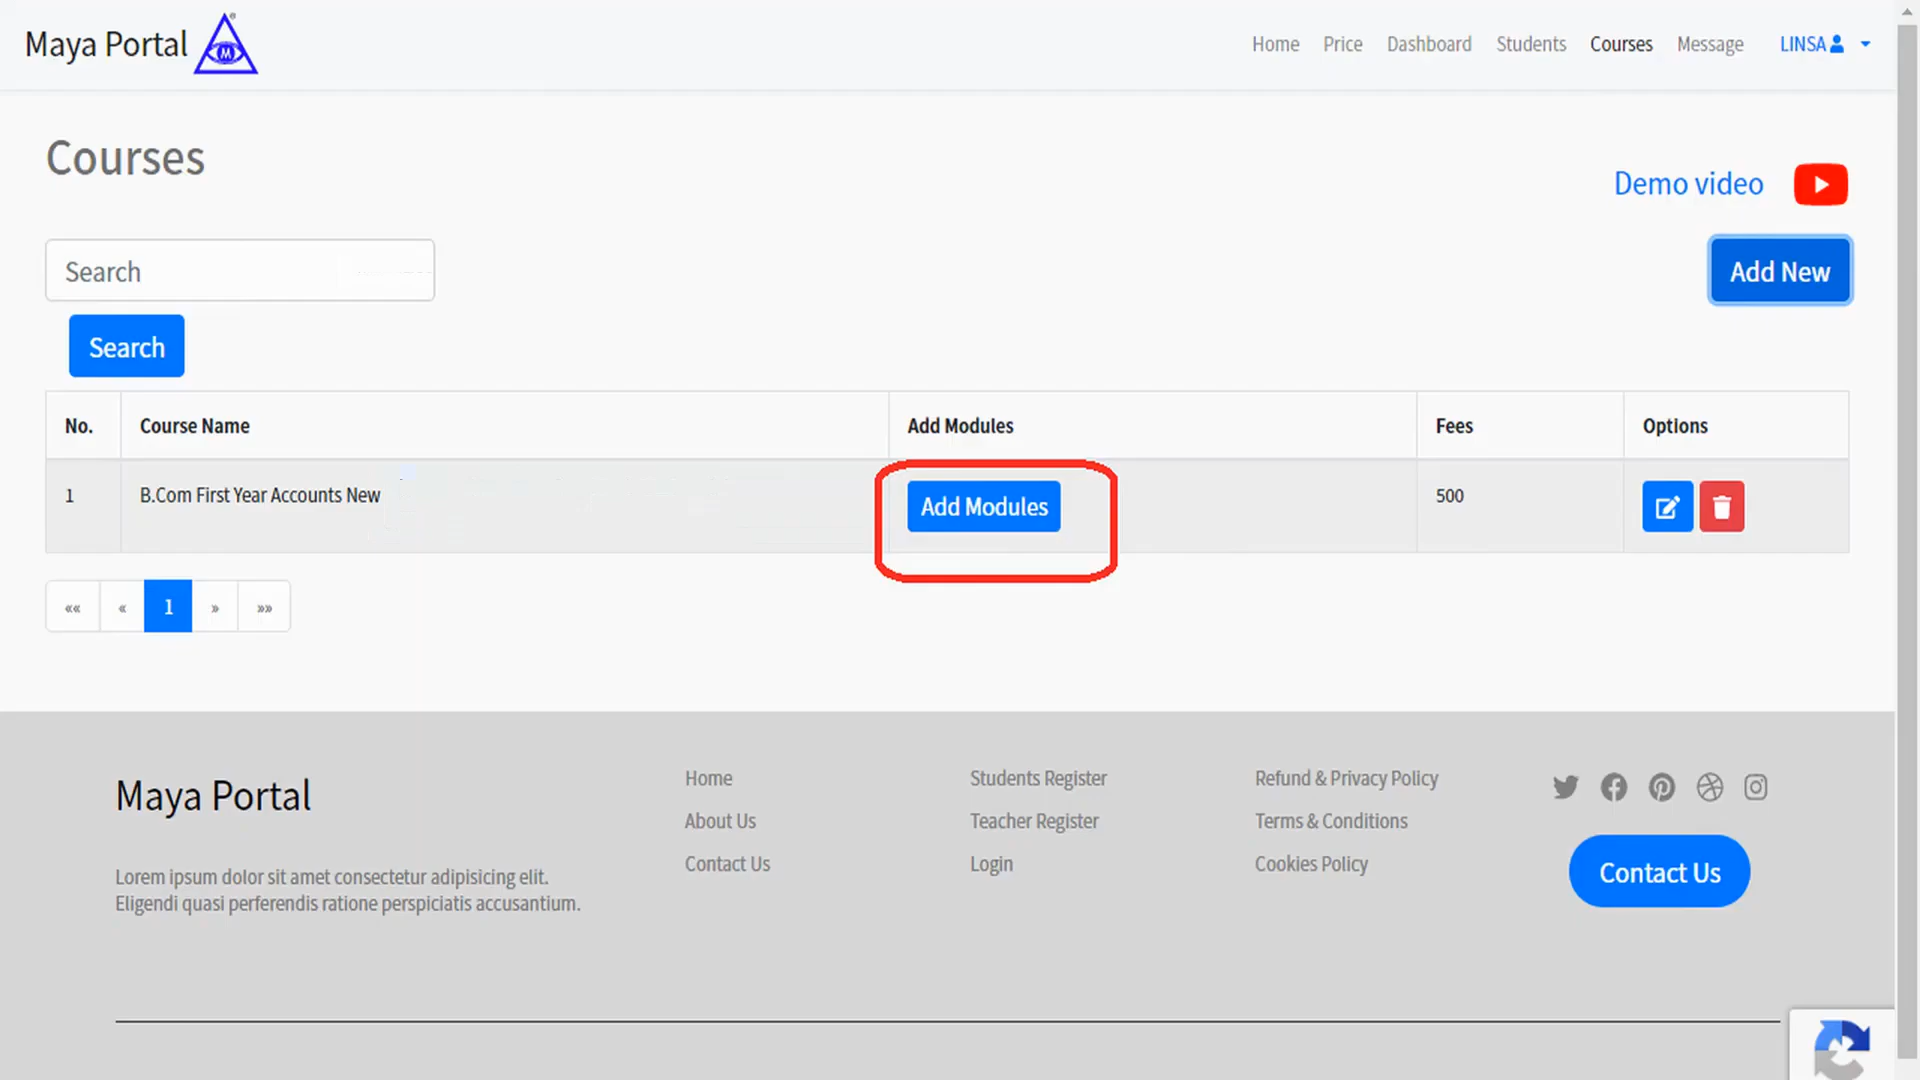 Maya Portal
M
®
Home Price Dashboard Students Courses Message LINSA
Courses
Demo video
Search
Add New
Search
No. Course Name Add Modules Fees Options
1 B.Com First Year Accounts New Add Modules 500
«« « 1 » »»
Maya Portal
Lorem ipsum dolor sit amet consectetur adipisicing elit.
Eligendi quasi perferendis ratione perspiciatis accusantium.
Home
About Us
Contact Us
Students Register
Teacher Register
Login
Refund & Privacy Policy
Terms & Conditions
Cookies Policy
Contact Us